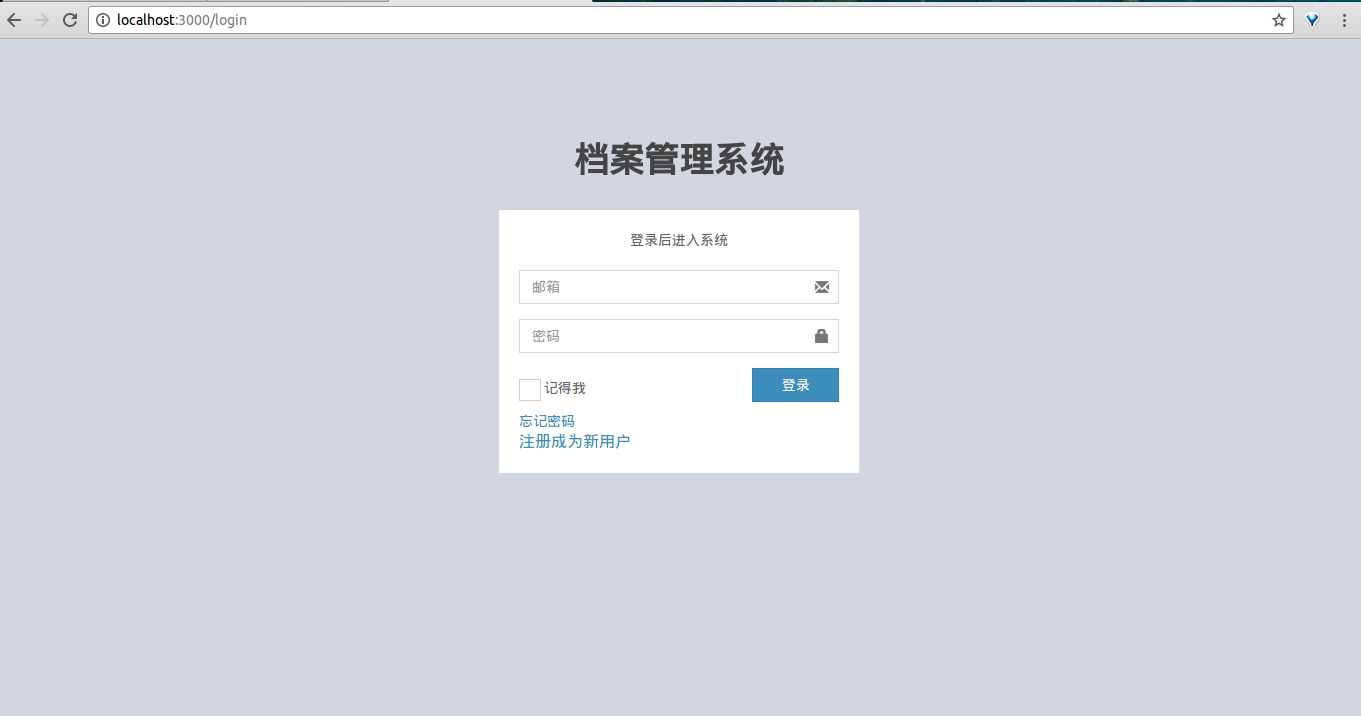 localhost:3000/login
档案管理系统
登录后进入系统
邮箱
密码
记得我
登录
忘记密码
注册成为新用户